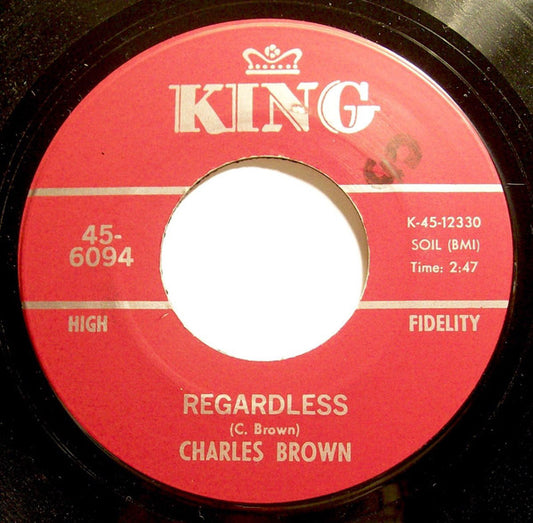 KING
45-
6094
K-45-12330
SOIL (BMI)
Time: 2:47
HIGH FIDELITY
REGARDLESS
(C. Brown)
CHARLES BROWN